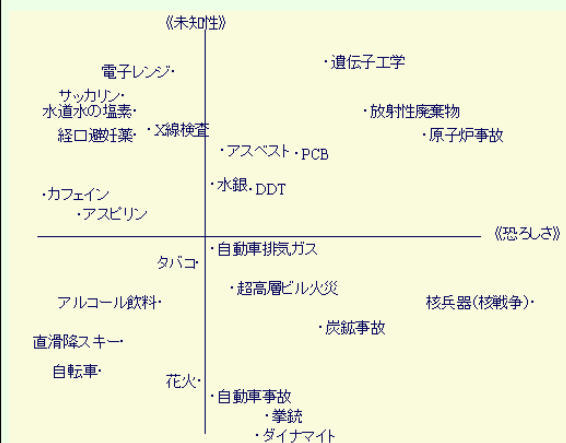 《未知性》
・遺伝子工学
電子レンジ・
サッカリン・
水道水の塩素・
・放射性廃棄物
経口避妊薬・
・X線検査
・原子炉事故
・アスベスト
・PCB
・水銀
・DDT
・カフェイン
・アスピリン
《恐ろしさ》
・自動車排気ガス
タバコ・
・超高層ビル火災
アルコール飲料・
核兵器(核戦争)・
・炭鉱事故
直滑降スキー・
自転車・
花火・
・自動車事故
・拳銃
・ダイナマイト